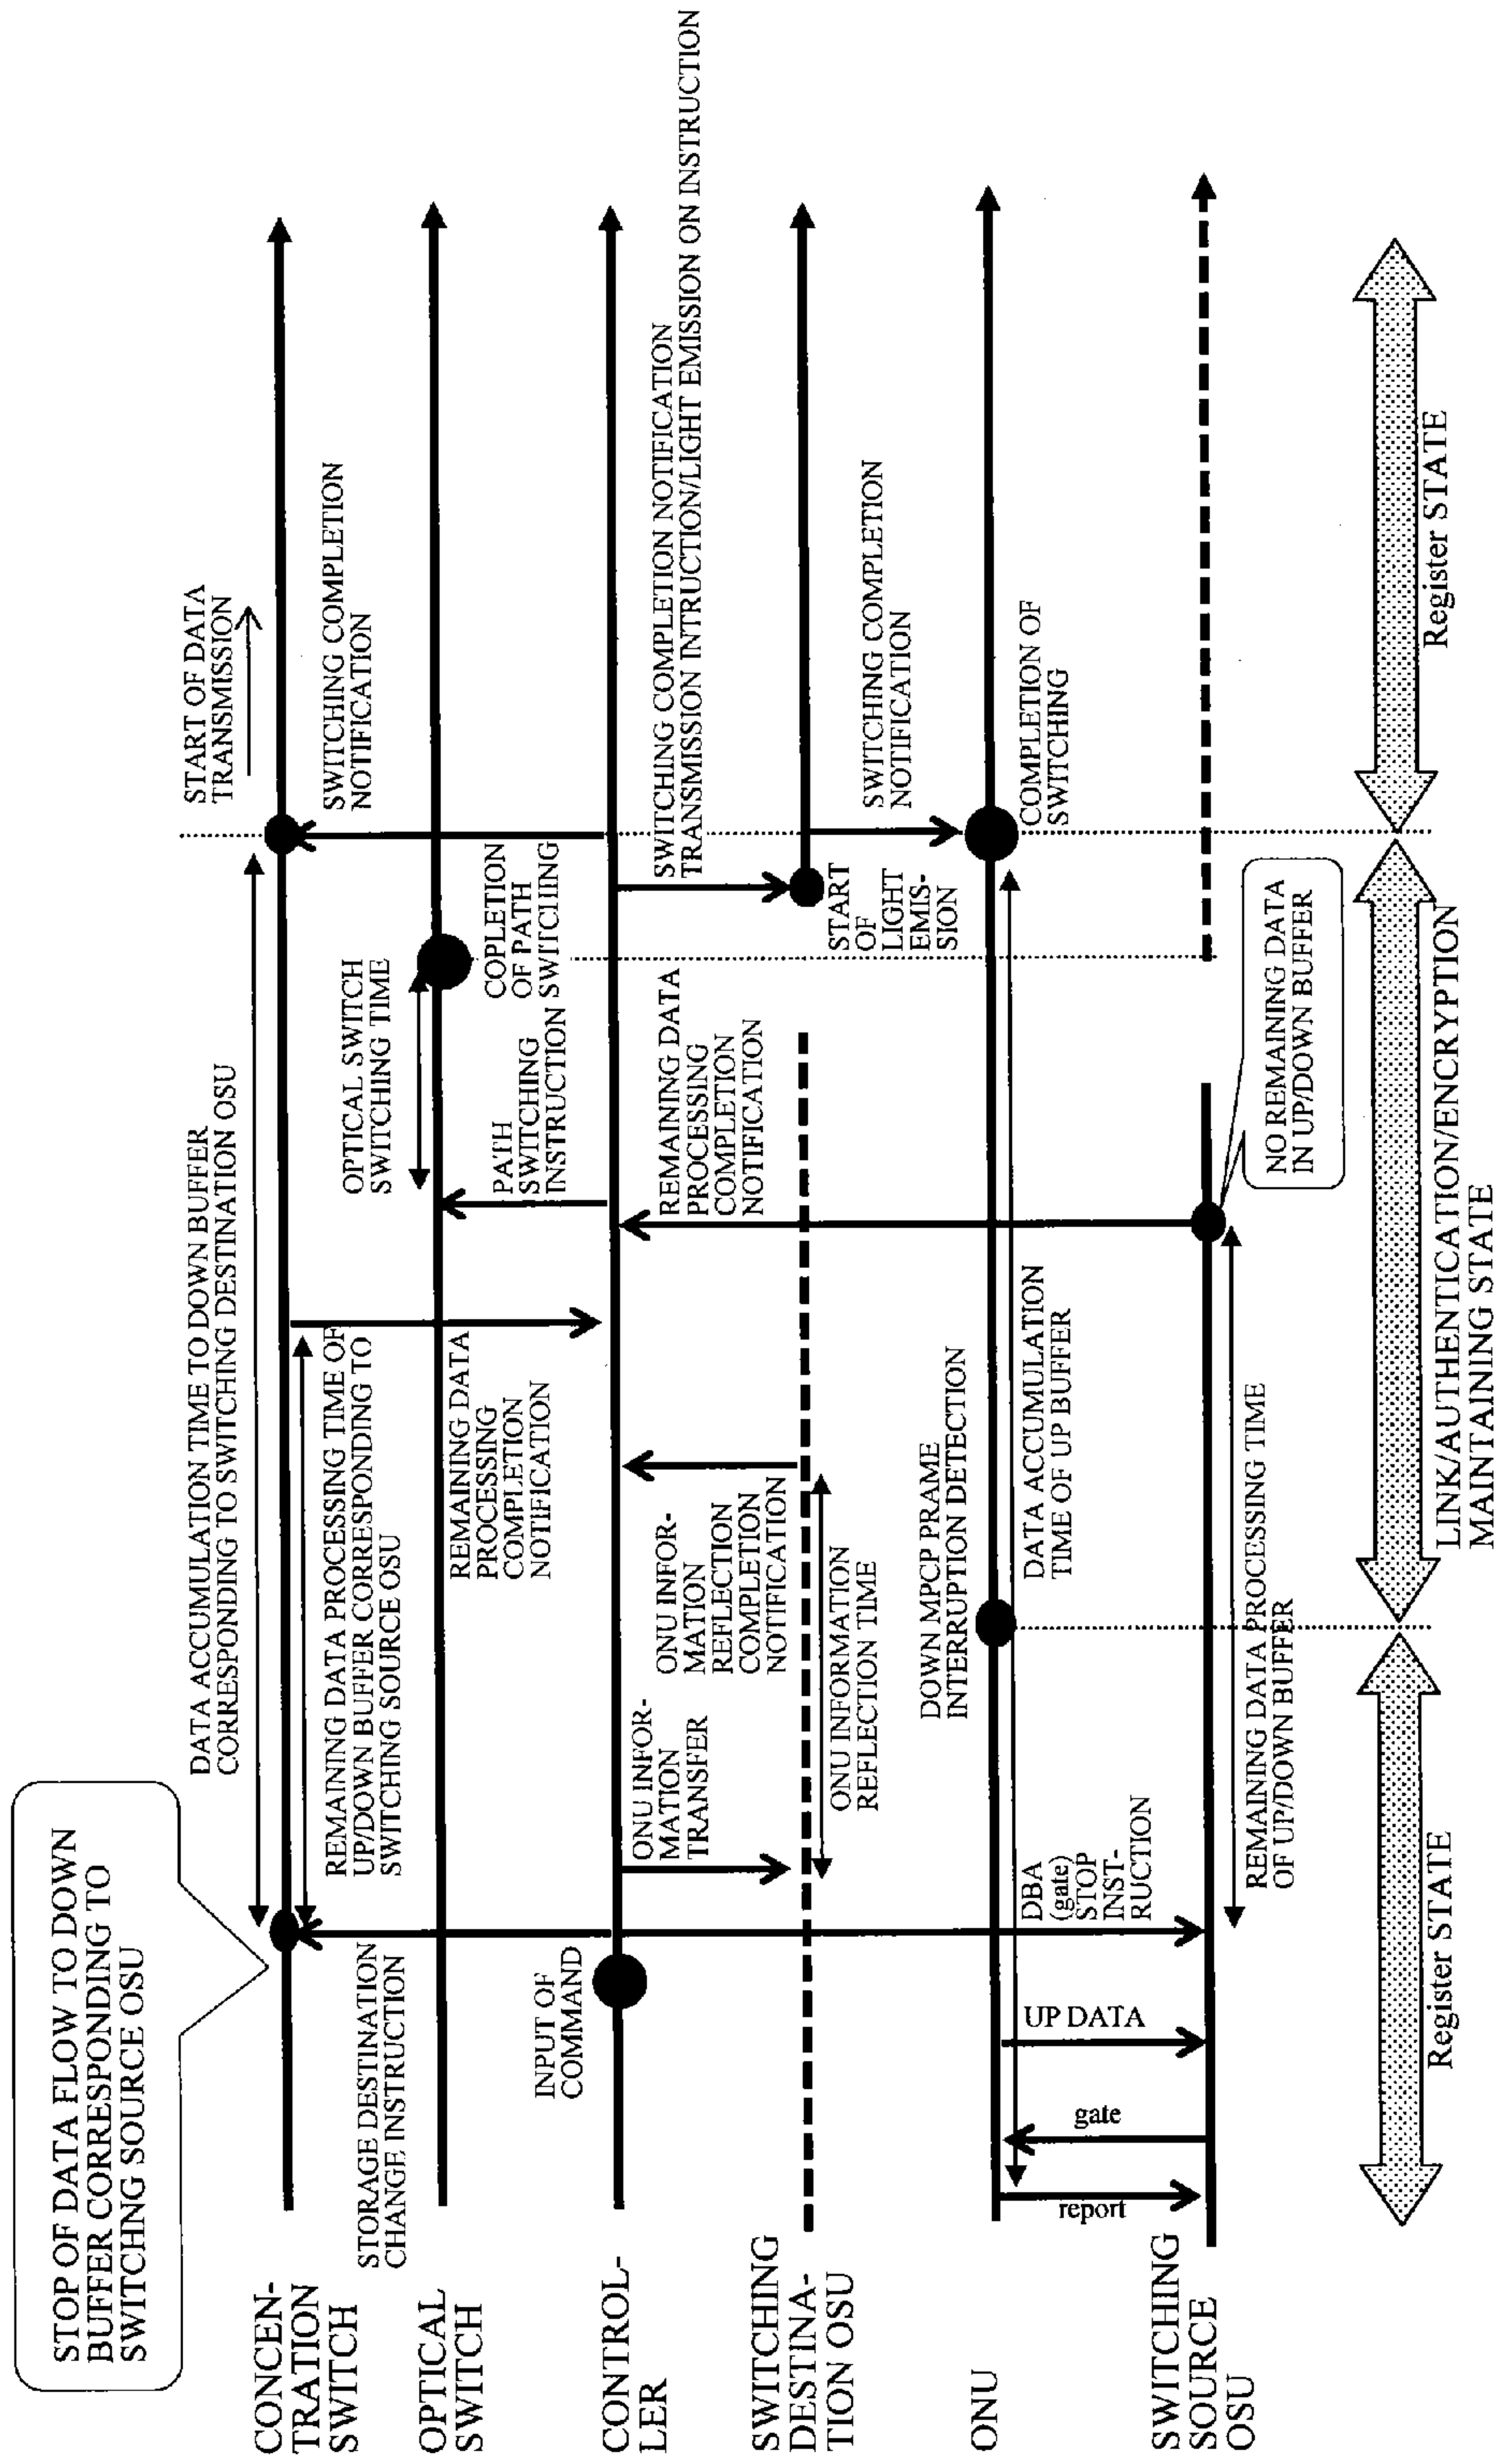 STOP OF DATA FLOW TO DOWN
BUFFER CORRESPONDING TO
SWITCHNG SOURCE OSU
CONCEN-
TRATION
SWITCH
OPTICAL
SWITCH
CONTROL-
LER
SWITCHING
DESTINA-
TION OSU
ONU
SWITCHING
SOURCE
OSU
DATA ACCUMULATION TIME TO DOWN BUFFER
CORRESPONDING TO SWITCHING DESTINATION OSU
START OF DATA
TRANSMISSION
REMAINING DATA PROCESSING TIME OF
UP/DOWN BUFFER CORRESPONDING TO
SWITCHING SOURCE OSU
SWITCHING COMPLETION
NOTIFICATION
STORAGE DESTINATION
CHANGE INSTRUCTION
OPTICAL SWITCH
SWITCHING TIME
REMAINING DATA
PROCESSING
COMPLETION
NOTIFICATION
PATH
SWITCHING
INSTRUCTION
COPLETION
OF PATH
SWITCHING
INPUT OF
COMMAND
ONU INFOR-
MATION
TRANSFER
ONU INFOR-
MATION
REFLECTION
COMPLETION
NOTIFICATION
REMAINING DATA
PROCESSING
COMPLETION
NOTIFICATION
SWITCHING COMPLETION NOTIFICATION
TRANSMISSION INTRUCTION/LIGHT EMISSION ON INSTRUCTION
ONU INFORMATION
REFLECTION TIME
START
OF
LIGHT
EMIS-
SION
SWITCHING COMPLETION
NOTIFICATION
DOWN MPCP PRAME
INTERRUPTION DETECTION
report
gate
UP DATA
DBA
(gate)
STOP
INST-
RUCTION
DATA ACCUMULATION
TIME OF UP BUFFER
COMPLETION OF
SWITCHING
REMAINING DATA PROCESSING TIME
OF UP/DOWN BUFFER
NO REMAINING DATA
IN UP/DOWN BUFFER
Register STATE
LINK/AUTHENTICATION/ENCRYPTION
MAINTAINING STATE
Register STATE